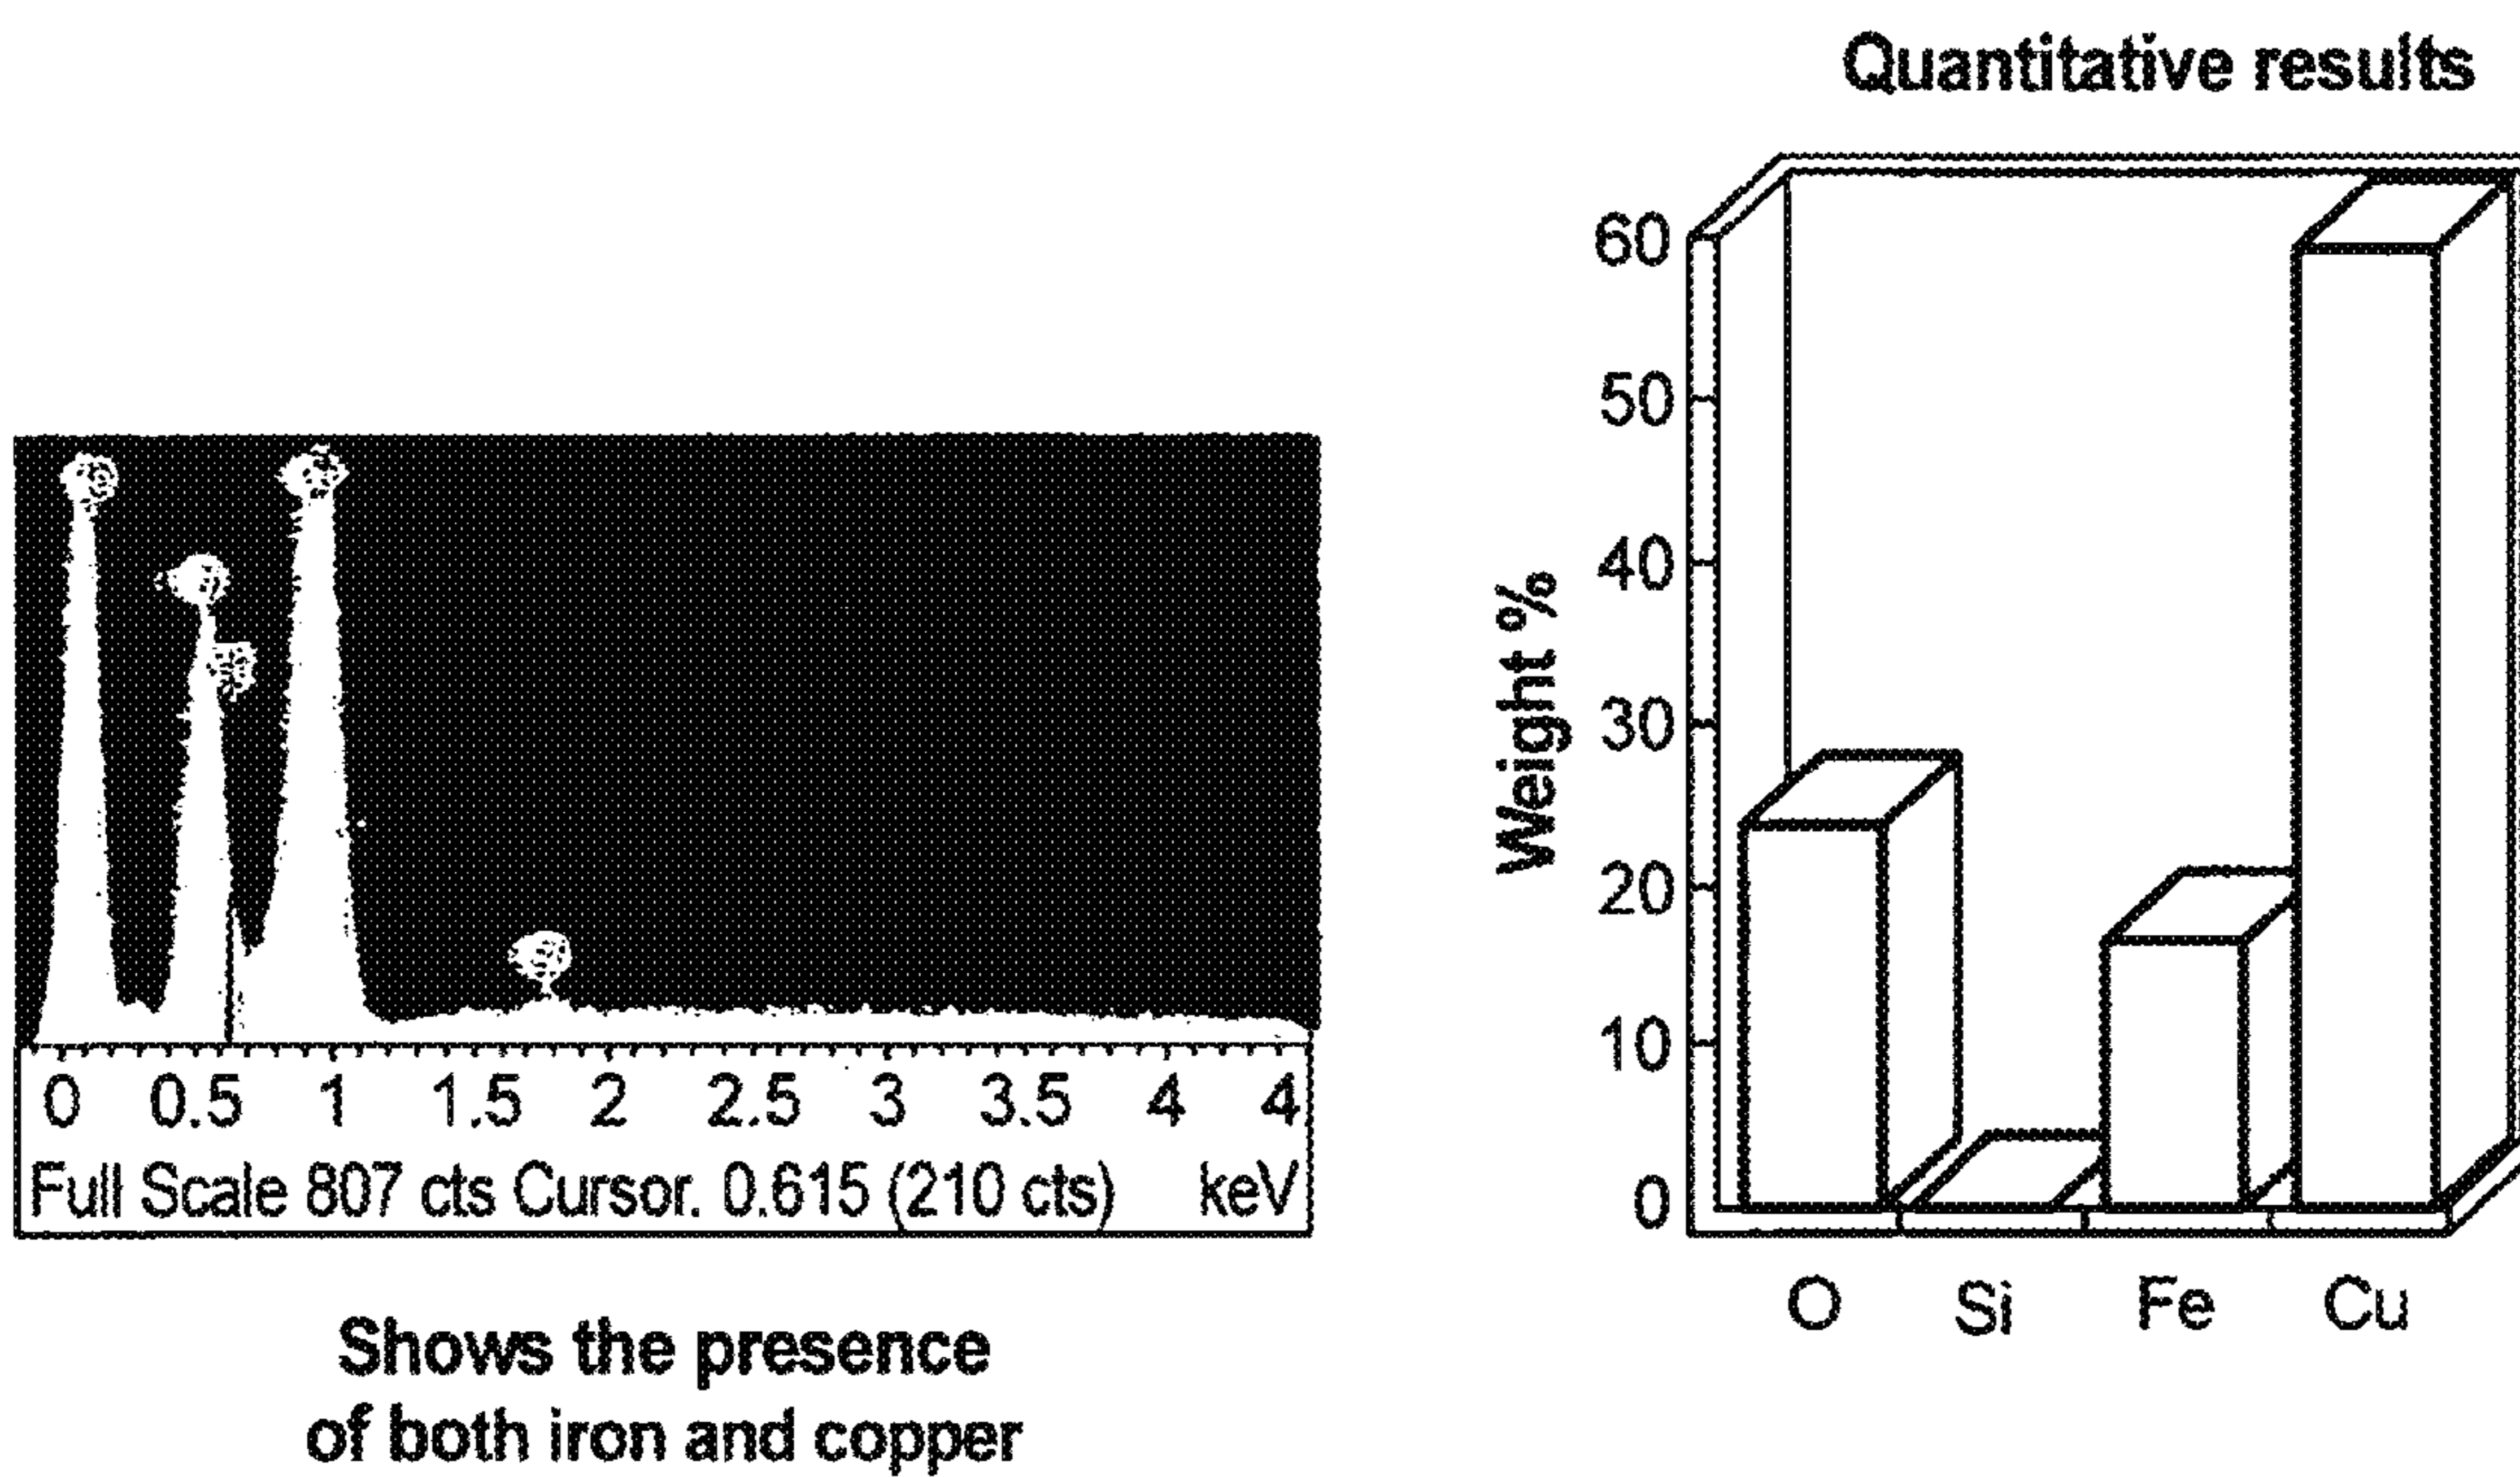 0 0.5 1 1.5 2 2.5 3 3.5 4 4
Full Scale 807 cts Cursor. 0.615 (210 cts) keV
Shows the presence
of both iron and copper
Quantitative results
Weight %
60
50
40
30
20
10
0
O Si Fe Cu